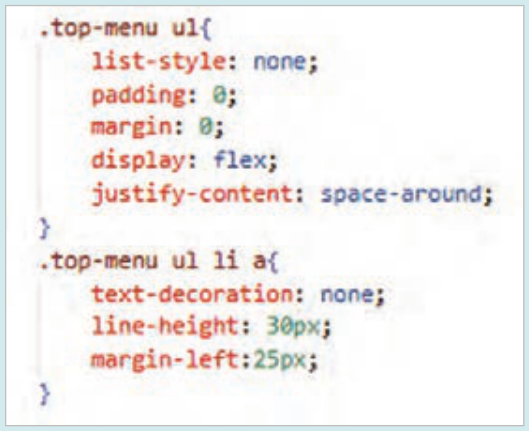 .top-menu ul{
list-style: none;
padding: 0;
margin: 0;
display: flex;
justify-content: space-around;
}
.top-menu ul li a{
text-decoration: none;
line-height: 30px;
margin-left:25px;
}